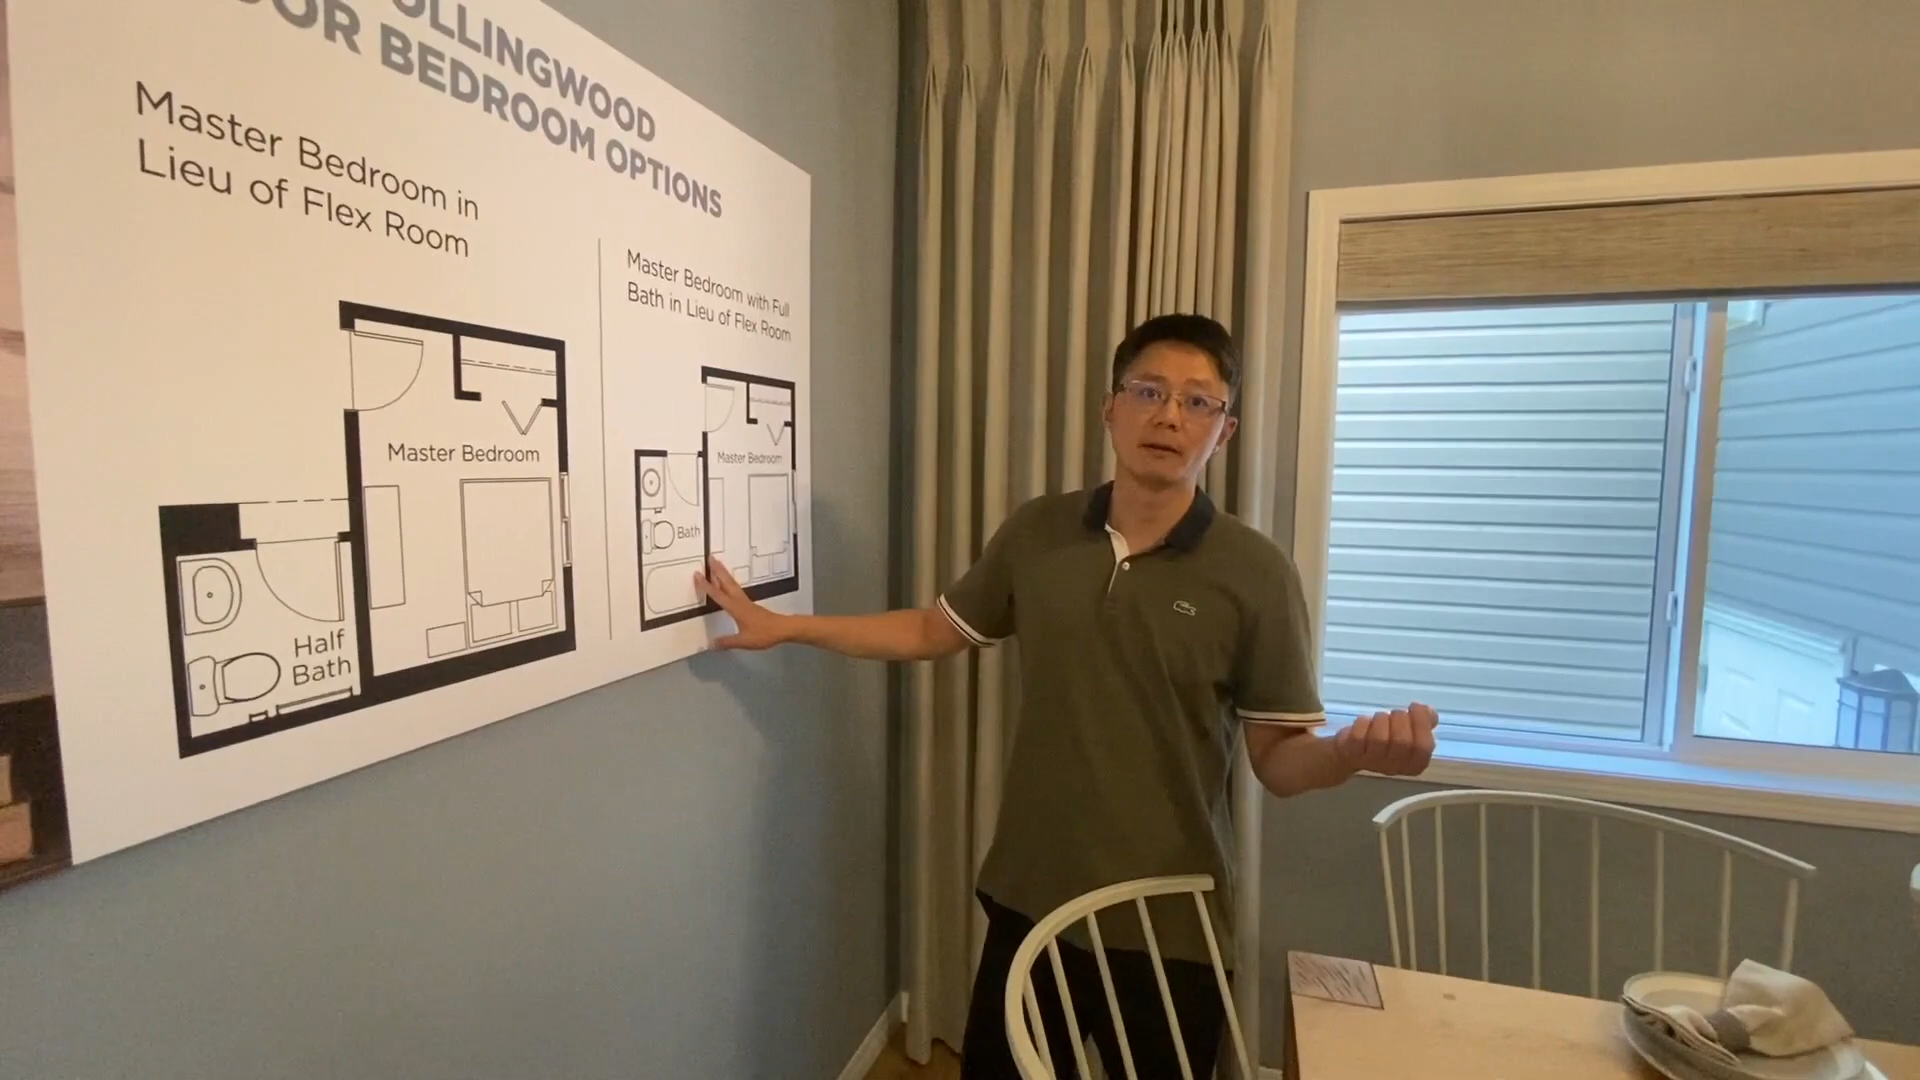 OLLINGWOOD
OR BEDROOM OPTIONS
Master Bedroom in
Lieu of Flex Room
Master Bedroom
Half
Bath
Master Bedroom with Full
Bath in Lieu of Flex Room
Master Bedroom
Bath